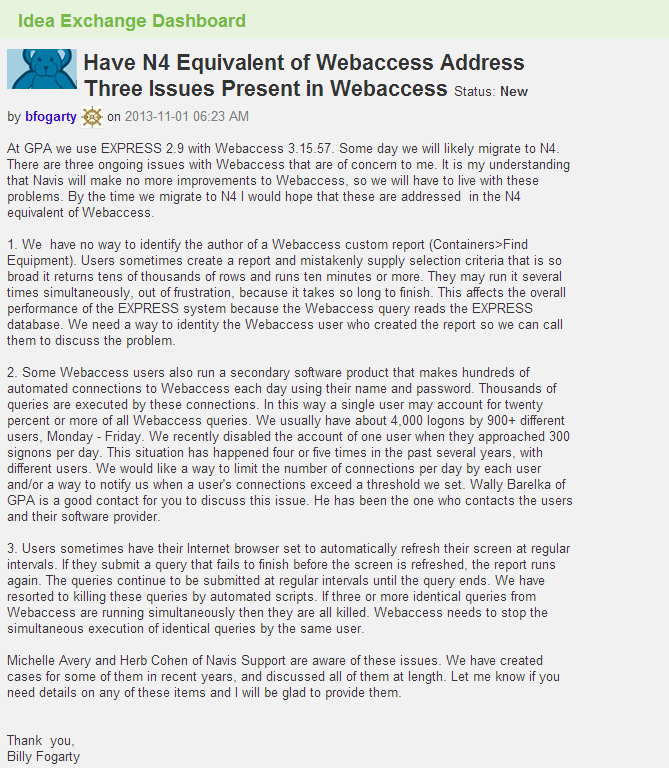 Idea Exchange Dashboard
Have N4 Equivalent of Webaccess Address
Three Issues Present in Webaccess Status: New
by bfogarty on 2013-11-01 06:23 AM
At GPA we use EXPRESS 2.9 with Webaccess 3.15.57. Some day we will likely migrate to N4.
There are three ongoing issues with Webaccess that are of concern to me. It is my understanding
that Navis will make no more improvements to Webaccess, so we will have to live with these
problems. By the time we migrate to N4 I would hope that these are addressed  in the N4
equivalent of Webaccess.
1. We  have no way to identify the author of a Webaccess custom report (Containers>Find
Equipment). Users sometimes create a report and mistakenly supply selection criteria that is so
broad it returns tens of thousands of rows and runs ten minutes or more. They may run it several
times simultaneously, out of frustration, because it takes so long to finish. This affects the overall
performance of the EXPRESS system because the Webaccess query reads the EXPRESS
database. We need a way to identity the Webaccess user who created the report so we can call
them to discuss the problem.
2. Some Webaccess users also run a secondary software product that makes hundreds of
automated connections to Webaccess each day using their name and password. Thousands of
queries are executed by these connections. In this way a single user may account for twenty
percent or more of all Webaccess queries. We usually have about 4,000 logons by 900+ different
users, Monday - Friday. We recently disabled the account of one user when they approached 300
signons per day. This situation has happened four or five times in the past several years, with
different users. We would like a way to limit the number of connections per day by each user
and/or a way to notify us when a user's connections exceed a threshold we set. Wally Barelka of
GPA is a good contact for you to discuss this issue. He has been the one who contacts the users
and their software provider.
3. Users sometimes have their Internet browser set to automatically refresh their screen at regular
intervals. If they submit a query that fails to finish before the screen is refreshed, the report runs
again. The queries continue to be submitted at regular intervals until the query ends. We have
resorted to killing these queries by automated scripts. If three or more identical queries from
Webaccess are running simultaneously then they are all killed. Webaccess needs to stop the
simultaneous execution of identical queries by the same user.
Michelle Avery and Herb Cohen of Navis Support are aware of these issues. We have created
cases for some of them in recent years, and discussed all of them at length. Let me know if you
need details on any of these items and I will be glad to provide them.
Thank  you,
Billy Fogarty